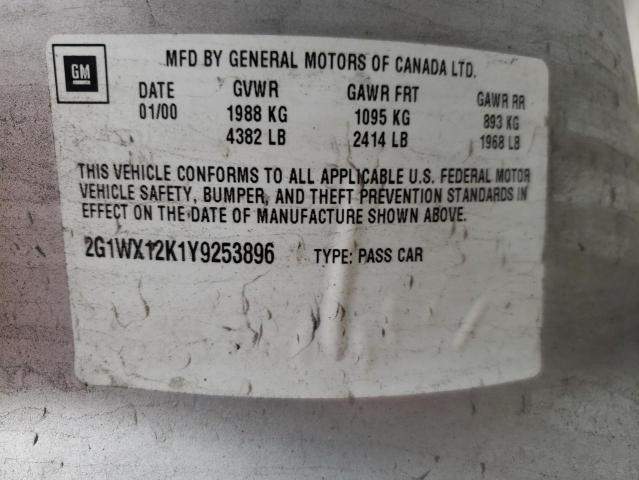 GM
MFD BY GENERAL MOTORS OF CANADA LTD.
DATE GVWR GAWR FRT GAWR RR
01/00 1988 KG 1095 KG 893 KG
4382 LB 2414 LB 1968 LB
THIS VEHICLE CONFORMS TO ALL APPLICABLE U.S. FEDERAL MOTOR
VEHICLE SAFETY, BUMPER, AND THEFT PREVENTION STANDARDS IN
EFFECT ON THE DATE OF MANUFACTURE SHOWN ABOVE.
2G1WX12K1Y9253896 TYPE: PASS CAR